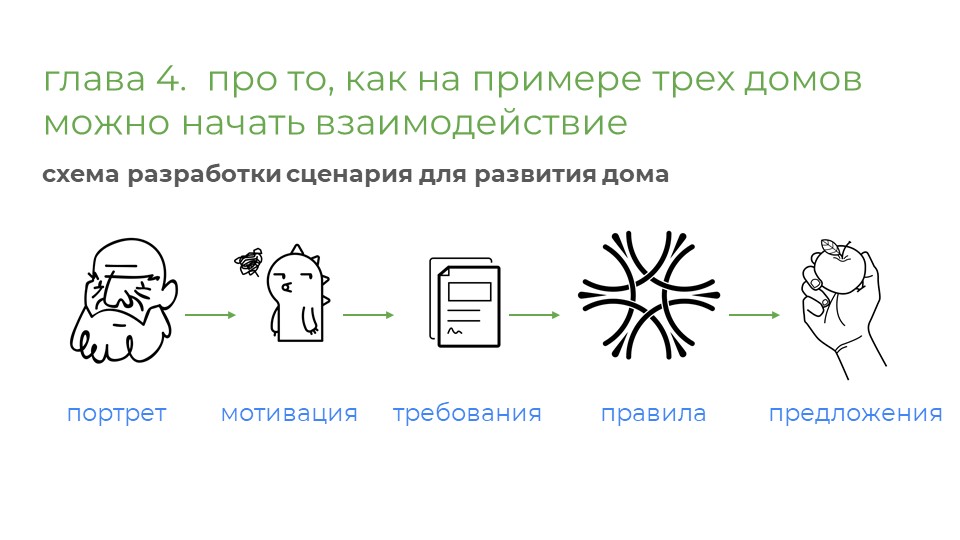 глава 4.  про то, как на примере трех домов
можно начать взаимодействие
схема разработки сценария для развития дома
портрет мотивация требования правила предложения